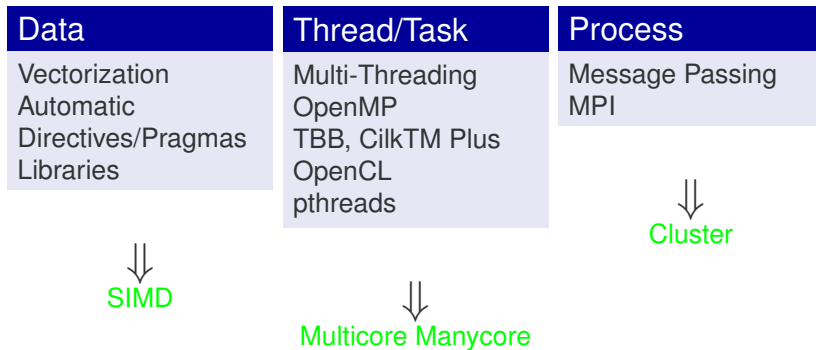 Data
Vectorization
Automatic
Directives/Pragmas
Libraries
SIMD
Thread/Task
Multi-Threading
OpenMP
TBB, CilkTM Plus
OpenCL
pthreads
Multicore Manycore
Process
Message Passing
MPI
Cluster